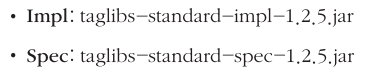 • Impl: taglibs-standard-impl-1.2.5.jar
• Spec: taglibs-standard-spec-1.2.5.jar